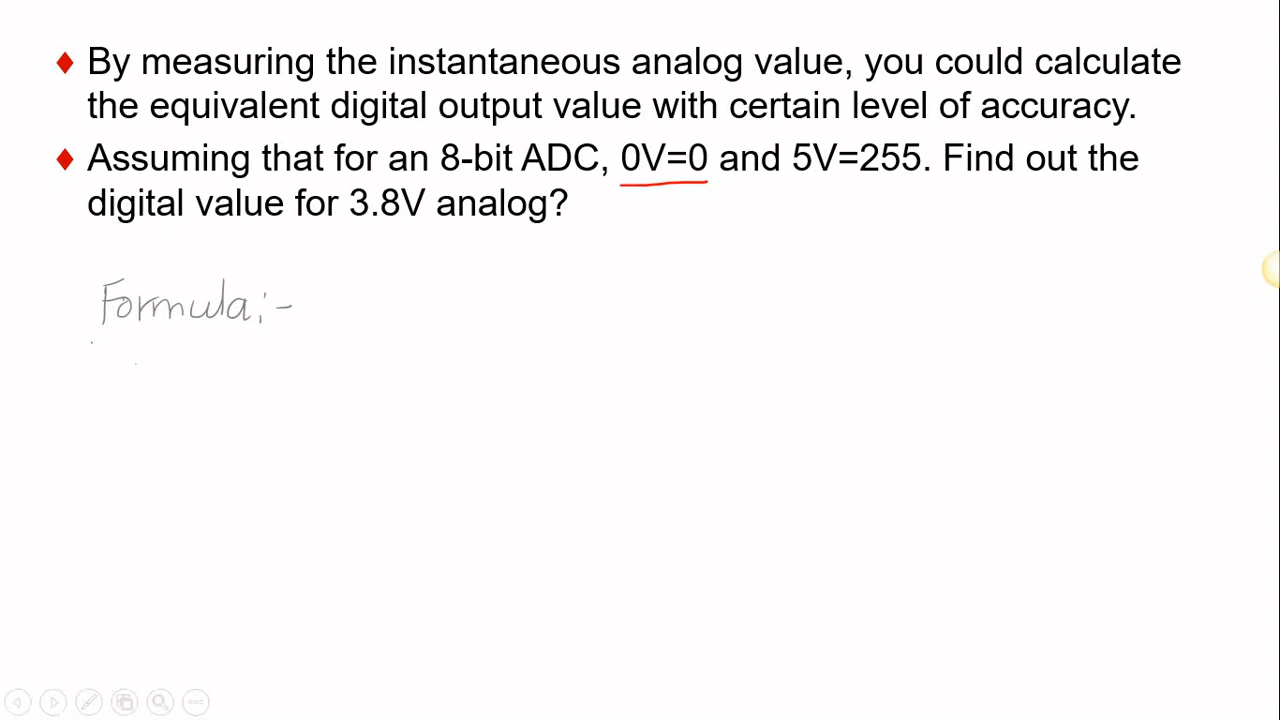 By measuring the instantaneous analog value, you could calculate
the equivalent digital output value with certain level of accuracy.
Assuming that for an 8-bit ADC, 0V=0 and 5V=255. Find out the
digital value for 3.8V analog?
Formula:-